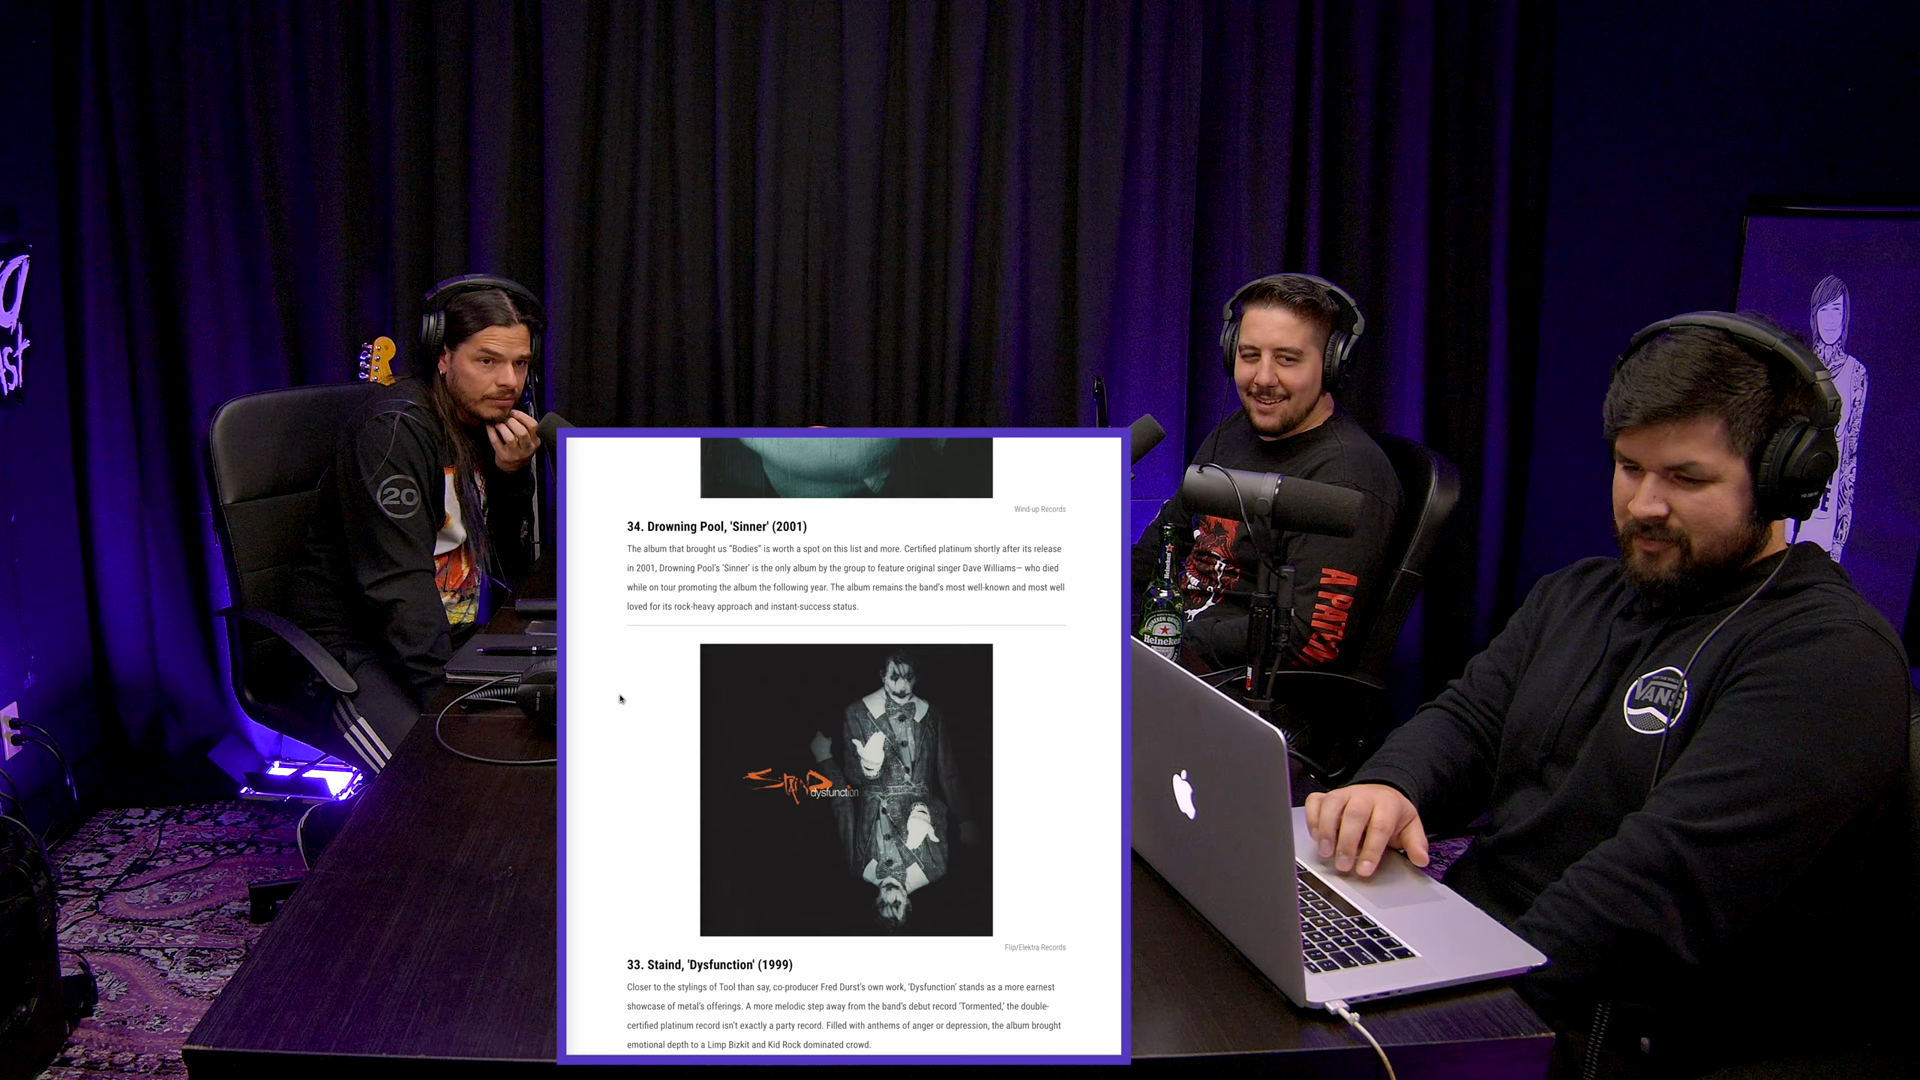 Wind-up Records
34. Drowning Pool, 'Sinner' (2001)
The album that brought us “Bodies” is worth a spot on this list and more. Certified platinum shortly after its release
in 2001, Drowning Pool’s ‘Sinner’ is the only album by the group to feature original singer Dave Williams— who died
while on tour promoting the album the following year. The album remains the band’s most well-known and most well
loved for its rock-heavy approach and instant-success status.
STAIND
dysfunction
Flip/Elektra Records
33. Staind, 'Dysfunction' (1999)
Closer to the stylings of Tool than say, co-producer Fred Durst’s own work, ‘Dysfunction’ stands as a more earnest
showcase of metal’s offerings. A more melodic step away from the band’s debut record ‘Tormented,’ the double-
certified platinum record isn’t exactly a party record. Filled with anthems of anger or depression, the album brought
emotional depth to a Limp Bizkit and Kid Rock dominated crowd.
20
Heineken
VANS